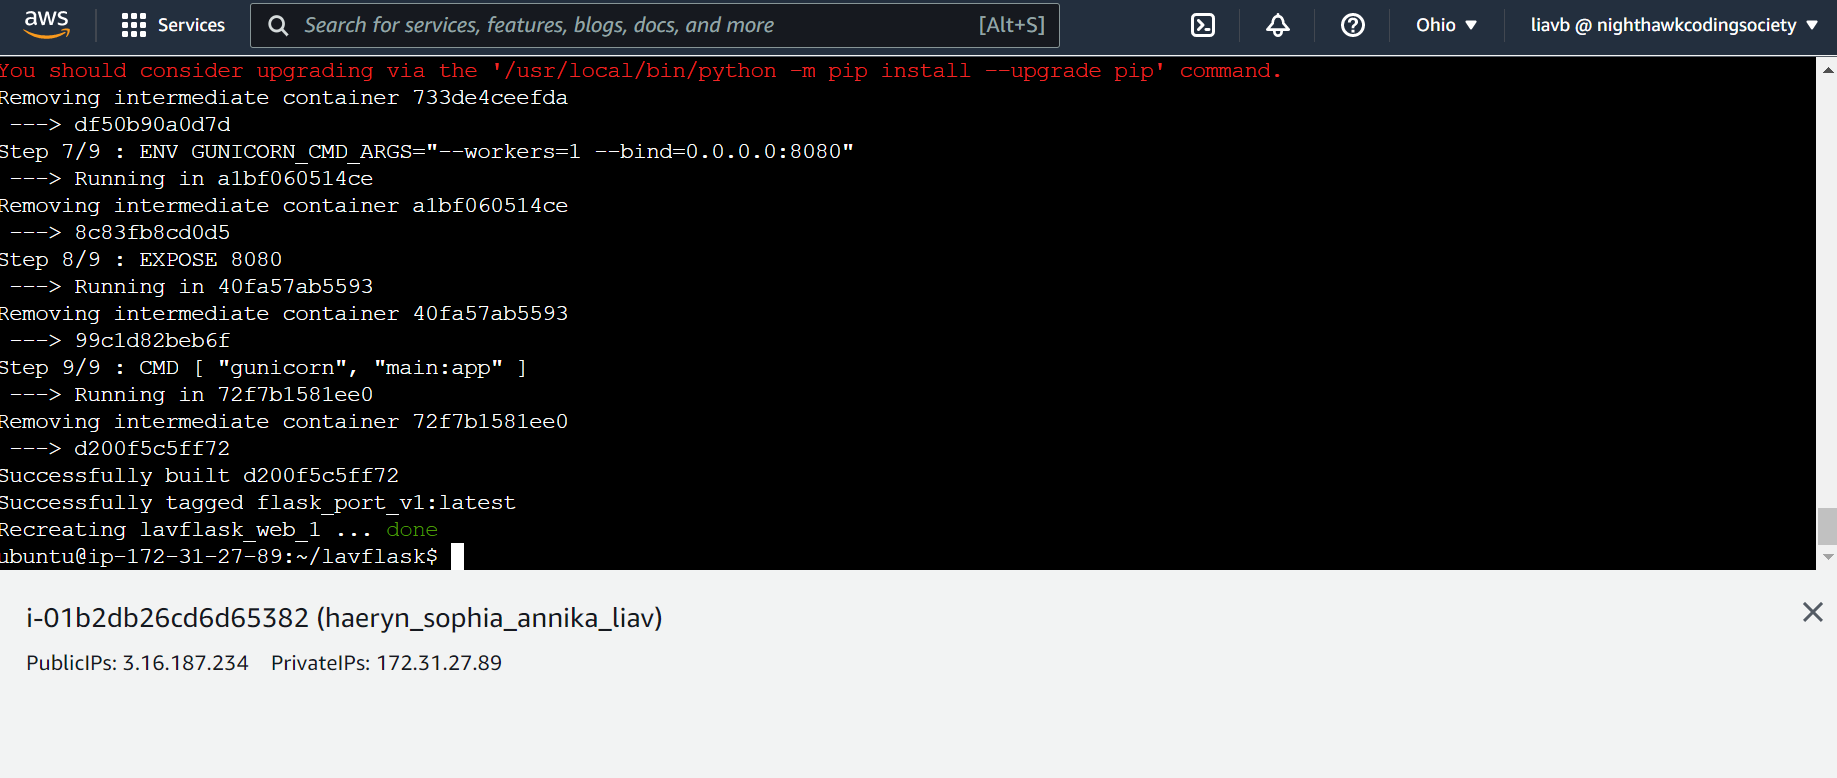 aws Services Search for services, features, blogs, docs, and more [Alt+S] Ohio liavb @ nighthawkcodingsociety
You should consider upgrading via the '/usr/local/bin/python -m pip install --upgrade pip' command.
Removing intermediate container 733de4ceefda
---> df50b90a0d7d
Step 7/9 : ENV GUNICORN_CMD_ARGS="--workers=1 --bind=0.0.0.0:8080"
---> Running in a1bf060514ce
Removing intermediate container a1bf060514ce
---> 8c83fb8cd0d5
Step 8/9 : EXPOSE 8080
---> Running in 40fa57ab5593
Removing intermediate container 40fa57ab5593
---> 99c1d82beb6f
Step 9/9 : CMD [ "gunicorn", "main:app" ]
---> Running in 72f7b1581ee0
Removing intermediate container 72f7b1581ee0
---> d200f5c5ff72
Successfully built d200f5c5ff72
Successfully tagged flask_port_v1:latest
Recreating lavflask_web_1 ... done
ubuntu@ip-172-31-27-89:~/lavflask$
i-01b2db26cd6d65382 (haeryn_sophia_annika_liav)
PublicIPs: 3.16.187.234 PrivateIPs: 172.31.27.89